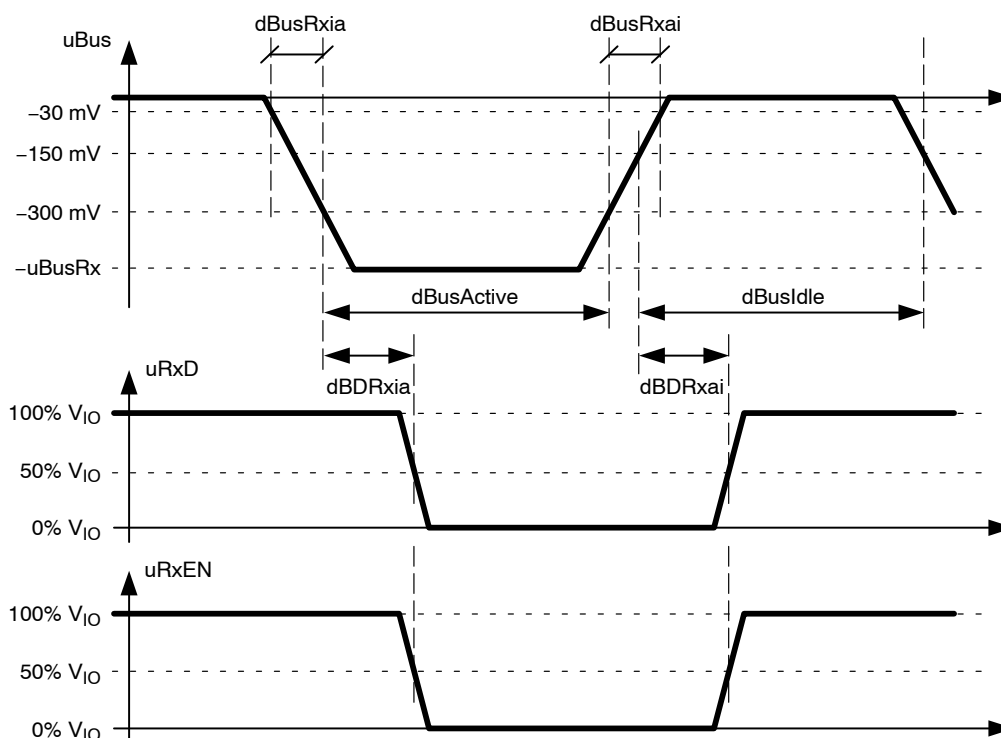 dBusRxia
dBusRxai
uBus
–30 mV
–150 mV
–300 mV
–uBusRx
dBusActive
dBusIdle
uRxD
dBDRxia
dBDRxai
100% VIO
50% VIO
0% VIO
uRxEN
100% VIO
50% VIO
0% VIO